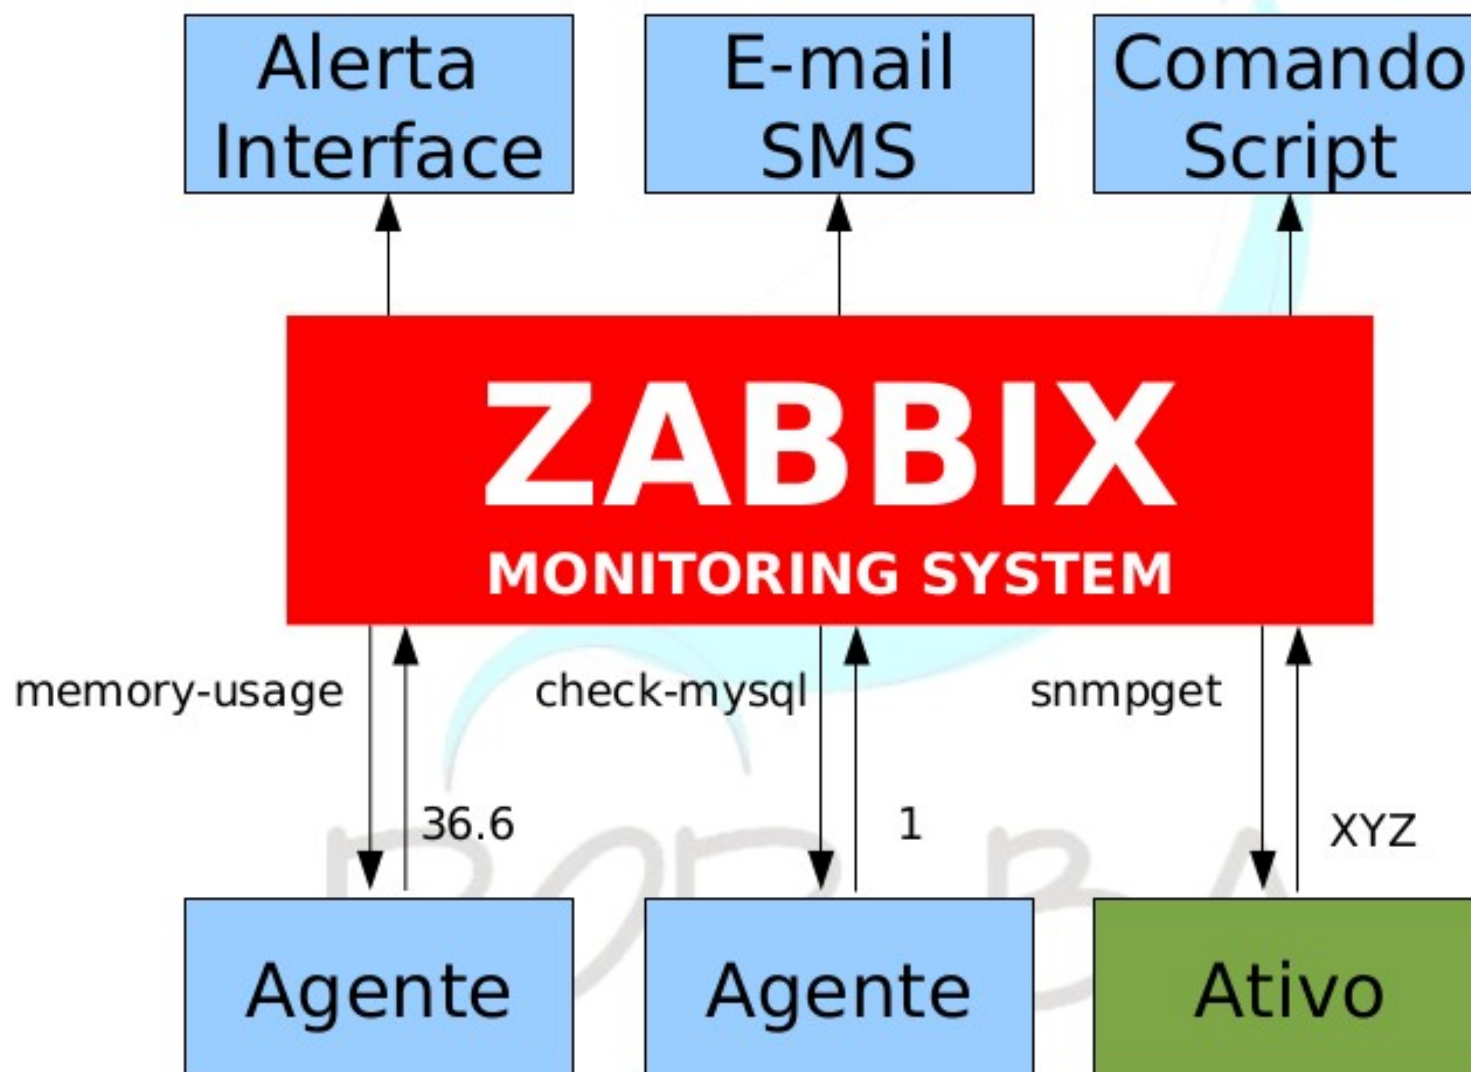 Alerta
Interface
E-mail
SMS
Comando
Script
ZABBIX
MONITORING SYSTEM
memory-usage
check-mysql
snmpget
36.6
1
XYZ
Agente
Agente
Ativo